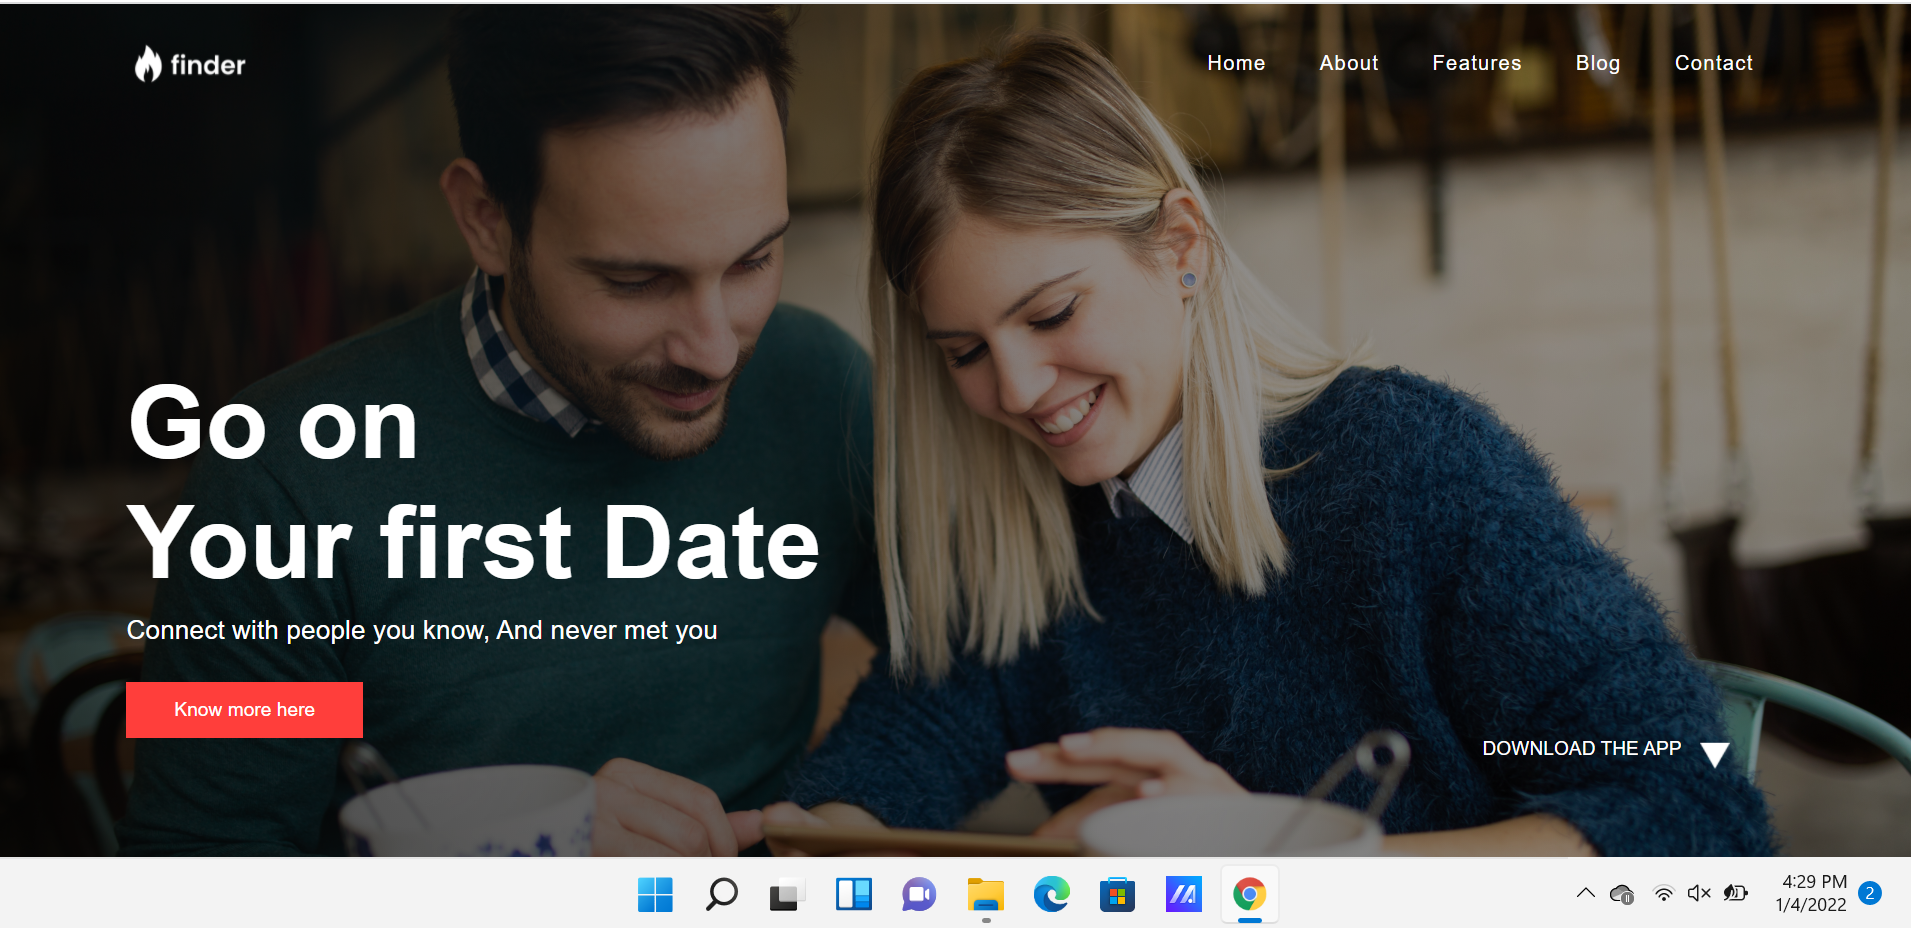 finder
Home About Features Blog Contact
Go on
Your first Date
Connect with people you know, And never met you
Know more here
DOWNLOAD THE APP
4:29 PM
1/4/2022
2